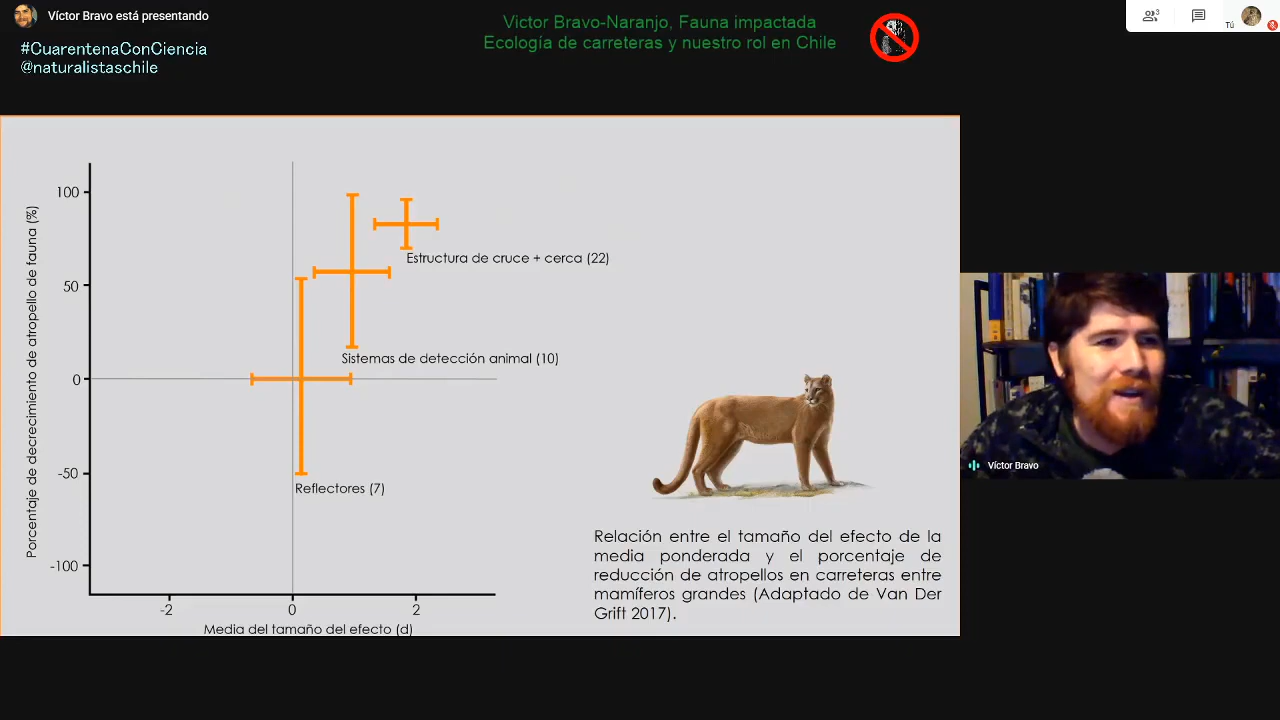 Víctor Bravo está presentando
#CuarentenaConCiencia
@naturalistaschile
Victor Bravo-Naranjo, Fauna impactada
Ecología de carreteras y nuestro rol en Chile
3
Tú
Porcentaje de decrecimiento de atropello de fauna (%)
100
50
0
-50
-100
Estructura de cruce + cerca (22)
Sistemas de detección animal (10)
Reflectores (7)
-2
0
2
Media del tamaño del efecto (d)
Relación entre el tamaño del efecto de la
media ponderada y el porcentaje de
reducción de atropellos en carreteras entre
mamíferos grandes (Adaptado de Van Der
Grift 2017).
Víctor Bravo